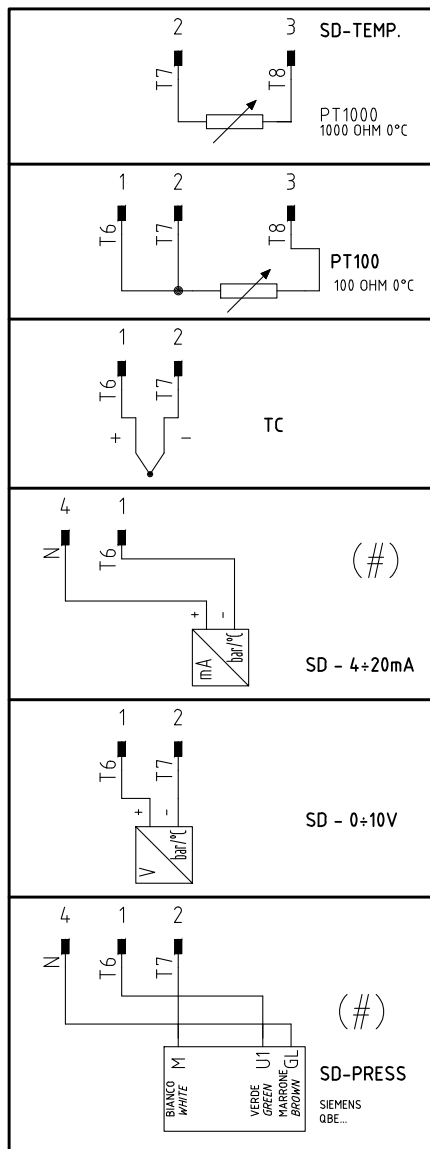 2 3 SD-TEMP.
T7 T8
PT1000
1000 OHM 0°C
1 2 3
T6 T7 T8
PT100
100 OHM 0°C
1 2
T6 T7
+ -
TC
4 1
N T6
(#)
+ -
mA bar/°C
SD - 4÷20mA
1 2
T6 T7
+ -
V bar/°C
SD - 0÷10V
4 1 2
N T6 T7
(#)
M U1 GL
BIANCO VERDE MARRONE
WHITE GREEN BROWN
SD-PRESS
SIEMENS
QBE...